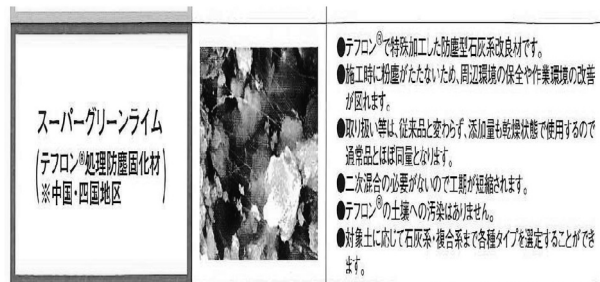 スーパーグリーンライム
(テフロン®処理防塵固化材
※中国・四国地区)
●テフロン®で特殊加工した防塵型石灰系改良材です。
●施工時に粉塵がたたないため、周辺環境の保全や作業環境の改善
が図れます。
●取り扱い等は、従来品と変わらず、添加量も乾燥状態で使用するので
通常品とほぼ同量となります。
●二次混合の必要がないので工期が短縮されます。
●テフロン®の土壌への汚染はありません。
●対象土に応じて石灰系・複合系まで各種タイプを選定することができ
ます。